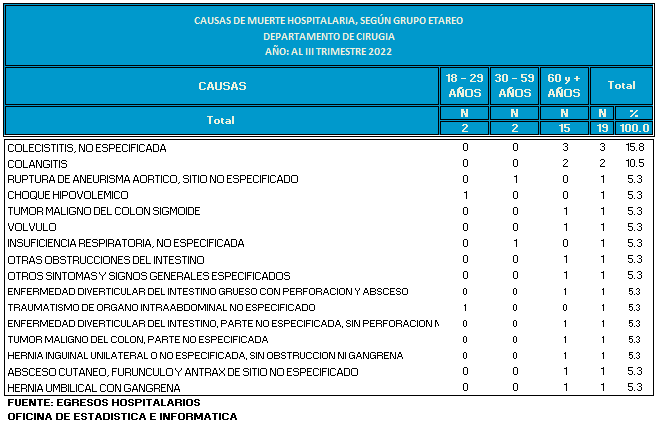 CAUSAS DE MUERTE HOSPITALARIA, SEGÚN GRUPO ETAREO
DEPARTAMENTO DE CIRUGIA
AÑO: AL III TRIMESTRE 2022
CAUSAS 18 – 29 AÑOS 30 – 59 AÑOS 60 y + AÑOS Total
Total N N N N %
2 2 15 19 100.0
COLECISTITIS, NO ESPECIFICADA 0 0 3 3 15.8
COLANGITIS 0 0 2 2 10.5
RUPTURA DE ANEURISMA AORTICO, SITIO NO ESPECIFICADO 0 1 0 1 5.3
CHOQUE HIPOVOLEMICO 1 0 0 1 5.3
TUMOR MALIGNO DEL COLON SIGMOIDE 0 0 1 1 5.3
VOLVULO 0 0 1 1 5.3
INSUFICIENCIA RESPIRATORIA, NO ESPECIFICADA 0 1 0 1 5.3
OTRAS OBSTRUCCIONES DEL INTESTINO 0 0 1 1 5.3
OTROS SINTOMAS Y SIGNOS GENERALES ESPECIFICADOS 0 0 1 1 5.3
ENFERMEDAD DIVERTICULAR DEL INTESTINO GRUESO CON PERFORACION Y ABSCESO 0 0 1 1 5.3
TRAUMATISMO DE ORGANO INTRAABDOMINAL NO ESPECIFICADO 1 0 0 1 5.3
ENFERMEDAD DIVERTICULAR DEL INTESTINO, PARTE NO ESPECIFICADA, SIN PERFORACION N 0 0 1 1 5.3
TUMOR MALIGNO DEL COLON, PARTE NO ESPECIFICADA 0 0 1 1 5.3
HERNIA INGUINAL UNILATERAL O NO ESPECIFICADA, SIN OBSTRUCCION NI GANGRENA 0 0 1 1 5.3
ABSCESO CUTANEO, FURUNCULO Y ANTRAX DE SITIO NO ESPECIFICADO 0 0 1 1 5.3
HERNIA UMBILICAL CON GANGRENA 0 0 1 1 5.3
FUENTE: EGRESOS HOSPITALARIOS
OFICINA DE ESTADISTICA E INFORMATICA